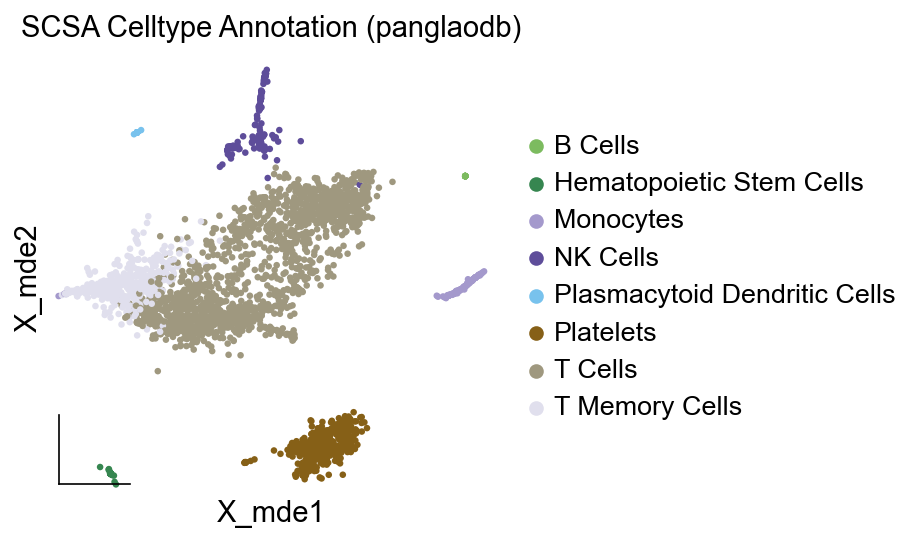 SCSA Celltype Annotation (panglaodb)
B Cells
Hematopoietic Stem Cells
Monocytes
NK Cells
Plasmacytoid Dendritic Cells
Platelets
T Cells
T Memory Cells
X_mde2
X_mde1